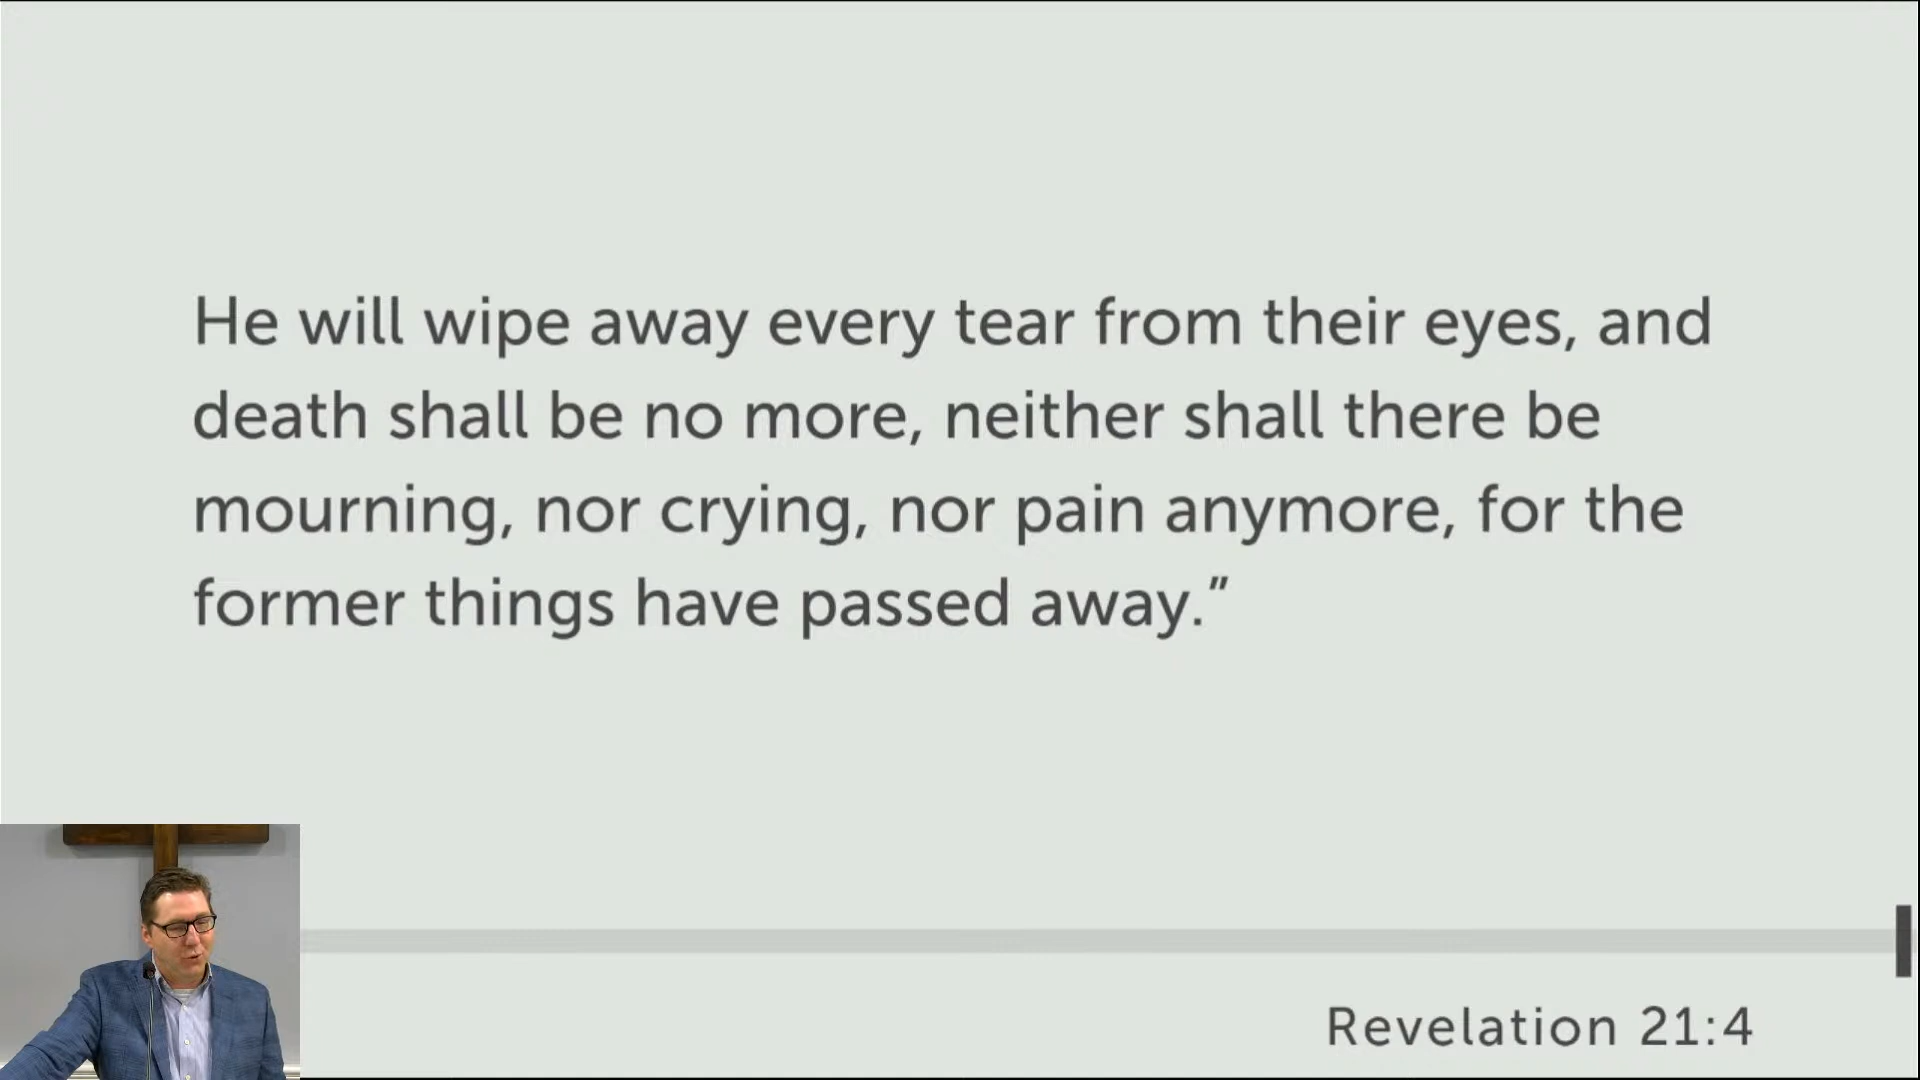 He will wipe away every tear from their eyes, and
death shall be no more, neither shall there be
mourning, nor crying, nor pain anymore, for the
former things have passed away.”
Revelation 21:4